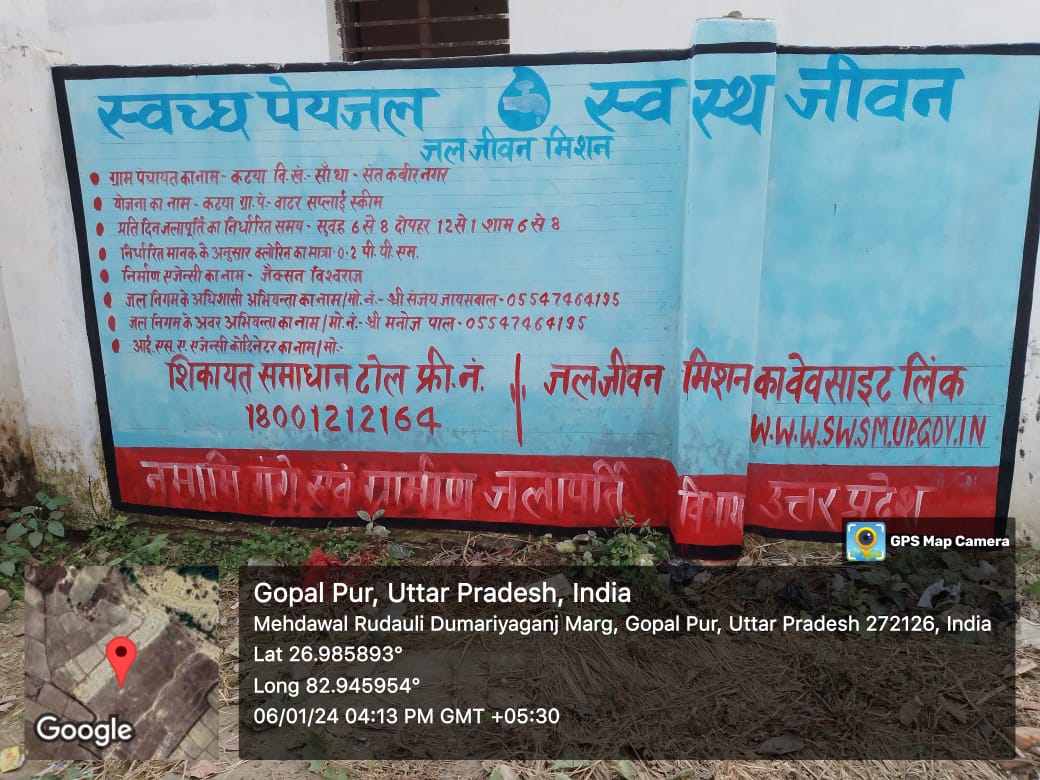 स्वच्छ पेयजल स्वस्थ जीवन
जल जीवन मिशन
ग्राम पंचायत का नाम- कटया वि.खं.- साँथा - संत कबीर नगर
योजना का नाम - कटया ग्रा.पं.- वाटर सप्लाई स्कीम
प्रति दिन जलापूर्ति का निर्धारित समय - सुवह 6 से 8 दोपहर 12 से 1 शाम 6 से 8
निर्धारित मानक के अनुसार क्लोरिन का मात्रा- 0.2 पी. पी. एम.
निर्माण एजेन्सी का नाम - जैक्सन विश्वराज
जल निगम के अधिशासी अभियन्ता का नाम/मो.नं.- श्री संजय जायसवाल - 05547464195
जल निगम के अवर अभियन्ता का नाम/मो.नं.- श्री मनोज पाल - 05547464195
आई.एस.ए. एजेन्सी कोडिनेटर का नाम/मो.-
शिकायत समाधान टोल फ्री.नं.
18001212164
जल जीवन मिशन का वेवसाइट लिंक
W.W.W.SWSM.UP.GOV.IN
नमामि गंगे एवं ग्रामीण जलापूर्ति विभाग उत्तर प्रदेश
GPS Map Camera
Gopal Pur, Uttar Pradesh, India
Mehdawal Rudauli Dumariyaganj Marg, Gopal Pur, Uttar Pradesh 272126, India
Lat 26.985893°
Long 82.945954°
06/01/24 04:13 PM GMT +05:30
Google